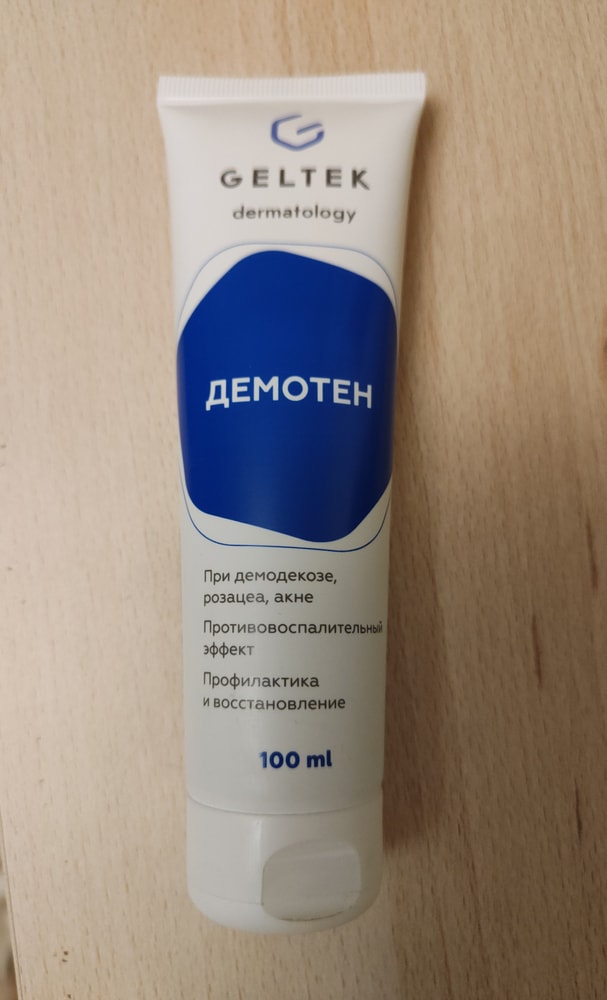 GELTEK
dermatology
ДЕМОТЕН
При демодекозе,
розацеа, акне
Противовоспалительный
эффект
Профилактика
и восстановление
100 ml